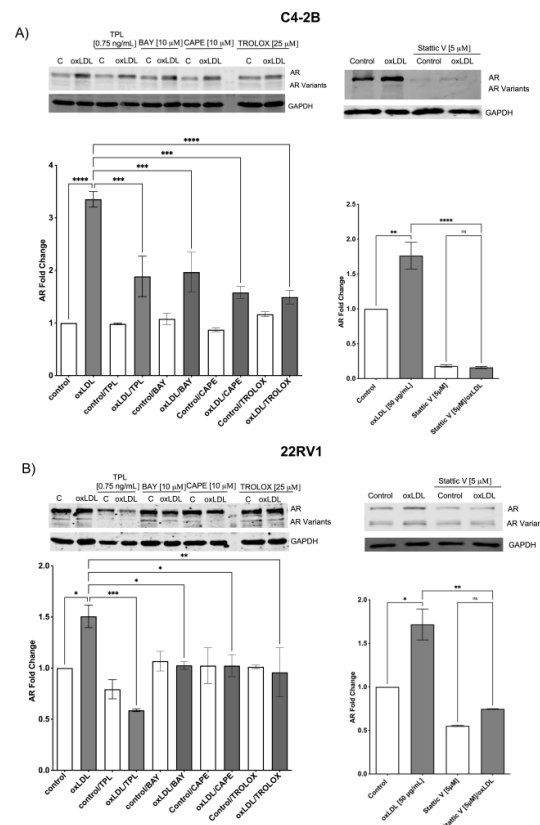 C4-2B
A)
TPL
[0.75 ng/mL] BAY [10 μM] CAPE [10 μM] TROLOX [25 μM]
C oxLDL C oxLDL C oxLDL C oxLDL C oxLDL
AR
AR Variants
GAPDH
Stattic V [5 μM]
Control oxLDL Control oxLDL
AR
AR Variants
GAPDH
AR Fold Change
4
3
2
1
0
**** *** *** *** ****
control
oxLDL
control/TPL
oxLDL/TPL
control/BAY
oxLDL/BAY
Control/CAPE
oxLDL/CAPE
Control/TROLOX
oxLDL/TROLOX
AR Fold Change
2.5
2.0
1.5
1.0
0.5
0.0
** **** ns
Control
oxLDL [50 μg/mL]
Stattic V [5μM]
Stattic V [5μM]/oxLDL
22RV1
B)
TPL
[0.75 ng/mL] BAY [10 μM] CAPE [10 μM] TROLOX [25 μM]
C oxLDL C oxLDL C oxLDL C oxLDL C oxLDL
AR
AR Variants
GAPDH
Stattic V [5 μM]
Control oxLDL Control oxLDL
AR
AR Varian
GAPDH
AR Fold Change
2.0
1.5
1.0
0.5
0.0
* *** * * **
control
oxLDL
control/TPL
oxLDL/TPL
control/BAY
oxLDL/BAY
Control/CAPE
oxLDL/CAPE
Control/TROLOX
oxLDL/TROLOX
AR Fold Change
2.0
1.5
1.0
0.5
0.0
* ** ns
Control
oxLDL [50 μg/mL]
Stattic V [5μM]
Stattic V [5μM]/oxLDL